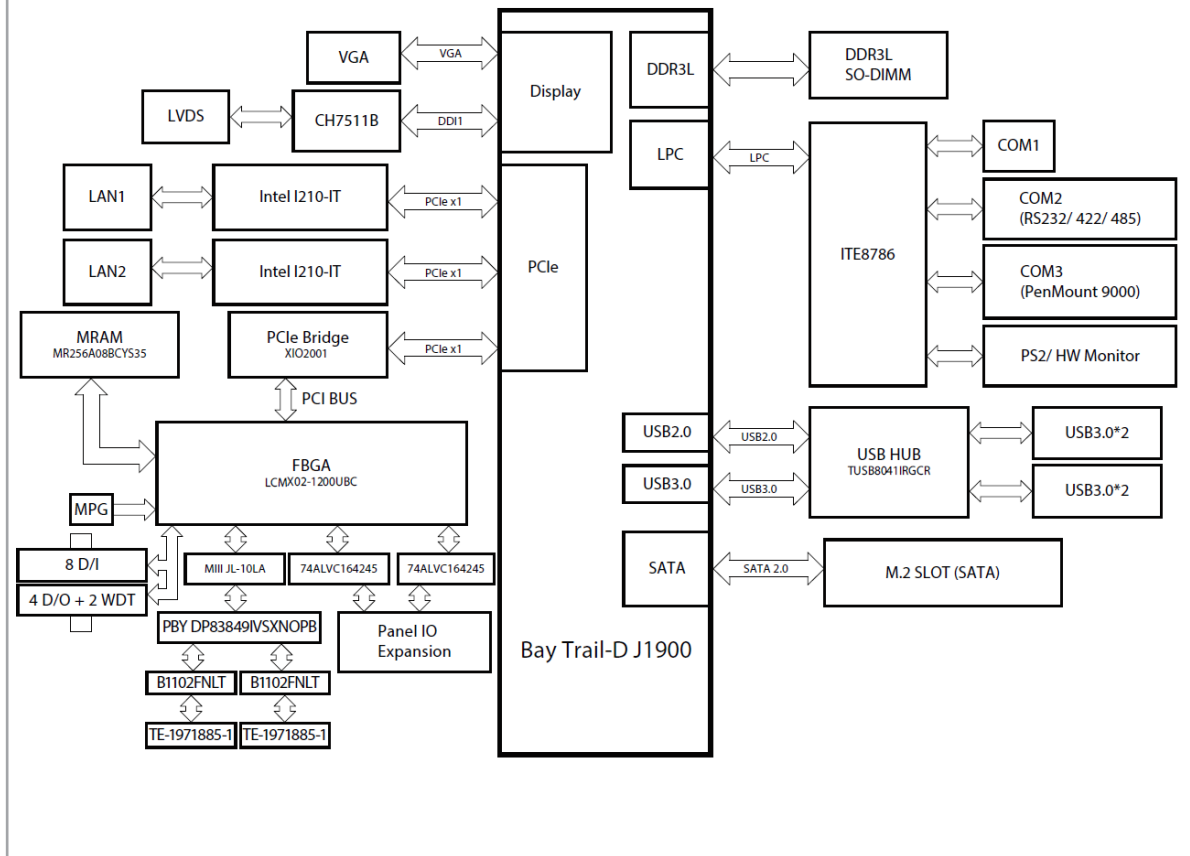 VGA
VGA
Display
DDR3L
DDR3L
SO-DIMM
LVDS
CH7511B
DDI1
LPC
LPC
COM1
LAN1
Intel I210-IT
PCIe x1
COM2
(RS232/ 422/ 485)
LAN2
Intel I210-IT
PCIe x1
PCIe
ITE8786
COM3
(PenMount 9000)
MRAM
MR256A08BCYS35
PCIe Bridge
XIO2001
PCIe x1
PS2/ HW Monitor
PCI BUS
FBGA
LCMX02-1200UBC
USB2.0
USB2.0
USB HUB
TUSB8041IRGCR
USB3.0*2
USB3.0
USB3.0
USB3.0*2
MPG
8 D/I
MIII JL-10LA
74ALVC164245
74ALVC164245
SATA
SATA 2.0
M.2 SLOT (SATA)
4 D/O + 2 WDT
PBY DP83849IVSXNOPB
Panel IO
Expansion
Bay Trail-D J1900
B1102FNLT
B1102FNLT
TE-1971885-1
TE-1971885-1